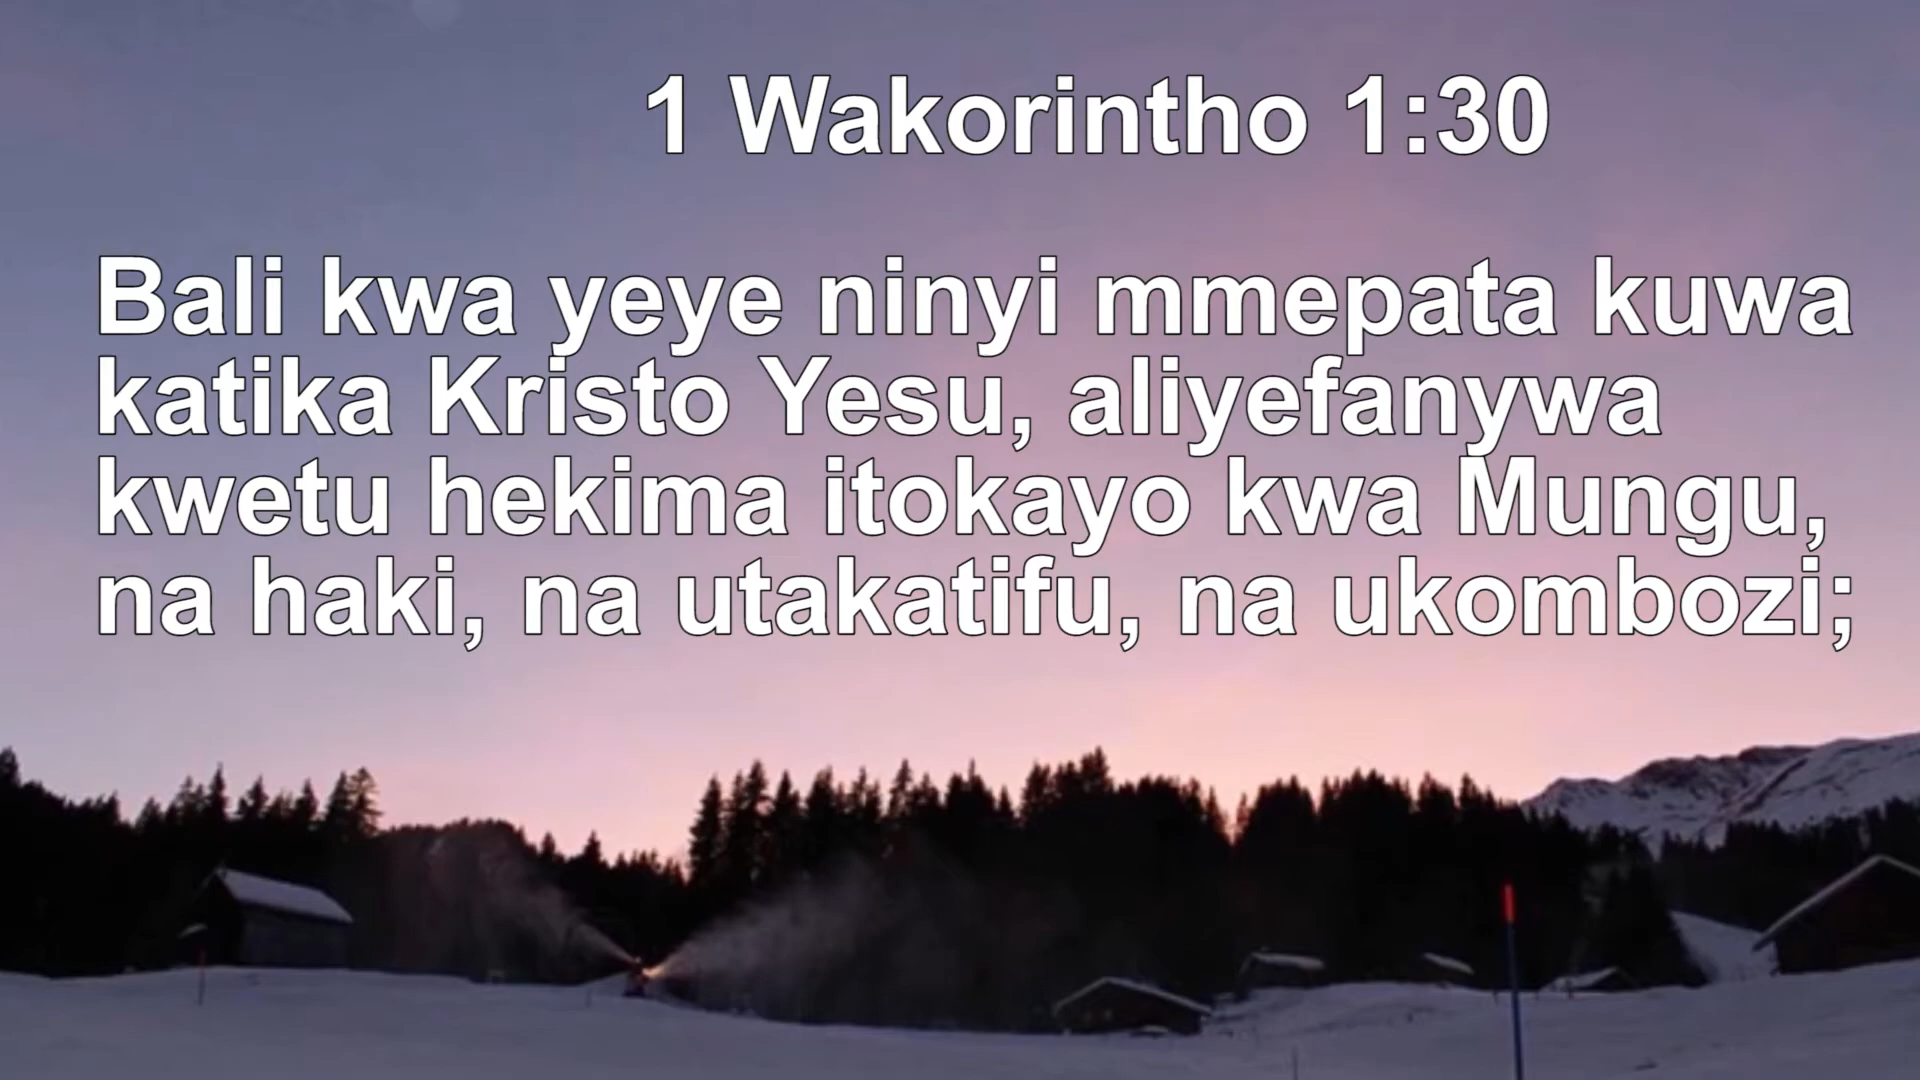 1 Wakorintho 1:30
Bali kwa yeye ninyi mmepata kuwa
katika Kristo Yesu, aliyefanywa
kwetu hekima itokayo kwa Mungu,
na haki, na utakatifu, na ukombozi;